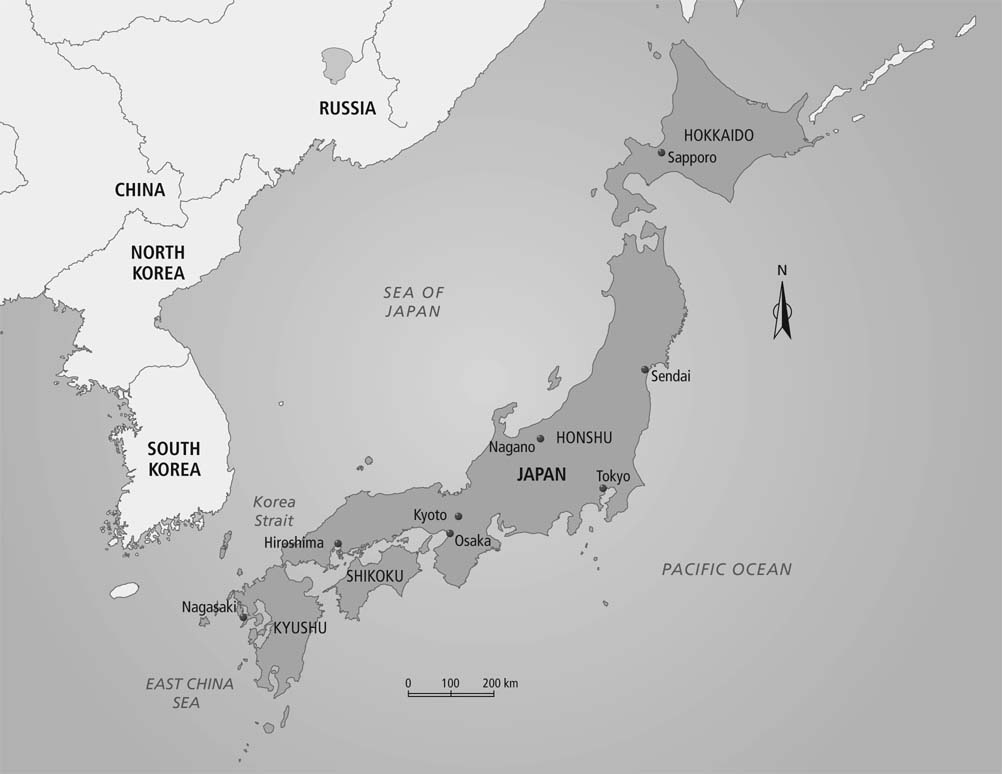 RUSSIA
HOKKAIDO
Sapporo
CHINA
NORTH
KOREA
SEA OF
JAPAN
N
Sendai
Nagano
HONSHU
SOUTH
KOREA
JAPAN
Tokyo
Korea
Strait
Kyoto
Hiroshima
Osaka
SHIKOKU
PACIFIC OCEAN
Nagasaki
KYUSHU
EAST CHINA
SEA
0 100 200 km